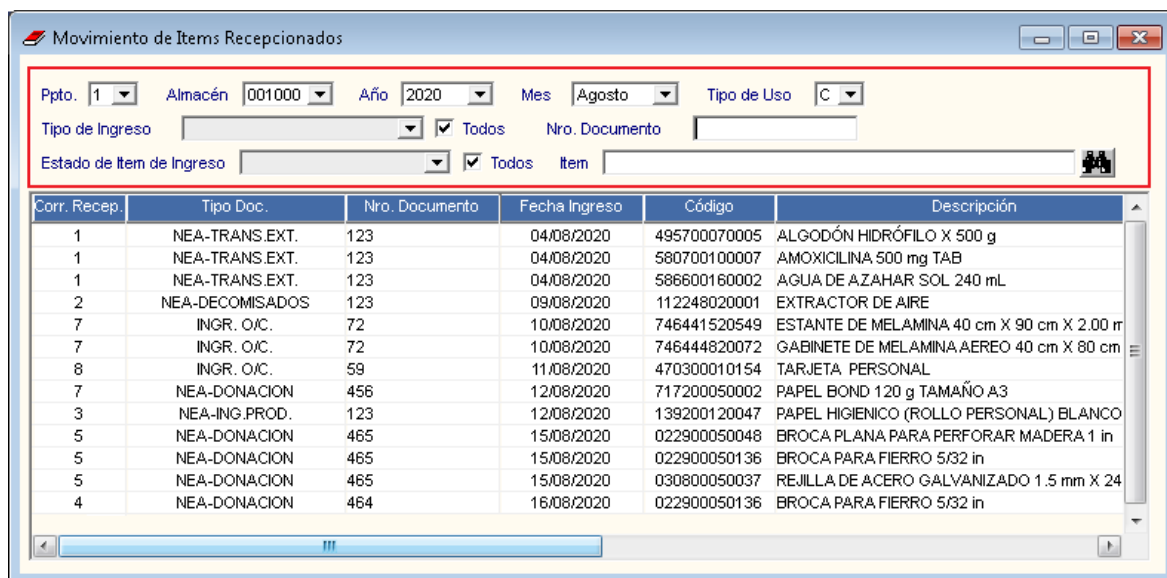 Movimiento de Items Recepcionados
Ppto. 1 Almacén 001000 Año 2020 Mes Agosto Tipo de Uso C
Tipo de Ingreso Todos Nro. Documento
Estado de Item de Ingreso Todos Item
Corr. Recep. Tipo Doc. Nro. Documento Fecha Ingreso Código Descripción
1 NEA-TRANS.EXT. 123 04/08/2020 495700070005 ALGODÓN HIDRÓFILO X 500 g
1 NEA-TRANS.EXT. 123 04/08/2020 580700100007 AMOXICILINA 500 mg TAB
1 NEA-TRANS.EXT. 123 04/08/2020 586600160002 AGUA DE AZAHAR SOL 240 mL
2 NEA-DECOMISADOS 123 09/08/2020 112248020001 EXTRACTOR DE AIRE
7 INGR. O/C. 72 10/08/2020 746441520549 ESTANTE DE MELAMINA 40 cm X 90 cm X 2.00
7 INGR. O/C. 72 10/08/2020 746444820072 GABINETE DE MELAMINA AEREO 40 cm X 80 cm
8 INGR. O/C. 59 11/08/2020 470300010154 TARJETA PERSONAL
7 NEA-DONACION 456 12/08/2020 717200050002 PAPEL BOND 120 g TAMAÑO A3
3 NEA-ING.PROD. 123 12/08/2020 139200120047 PAPEL HIGIENICO (ROLLO PERSONAL) BLANCO
5 NEA-DONACION 465 15/08/2020 022900050048 BROCA PLANA PARA PERFORAR MADERA 1 in
5 NEA-DONACION 465 15/08/2020 022900050136 BROCA PARA FIERRO 5/32 in
5 NEA-DONACION 465 15/08/2020 030800050037 REJILLA DE ACERO GALVANIZADO 1.5 mm X 24
4 NEA-DONACION 464 16/08/2020 022900050136 BROCA PARA FIERRO 5/32 in